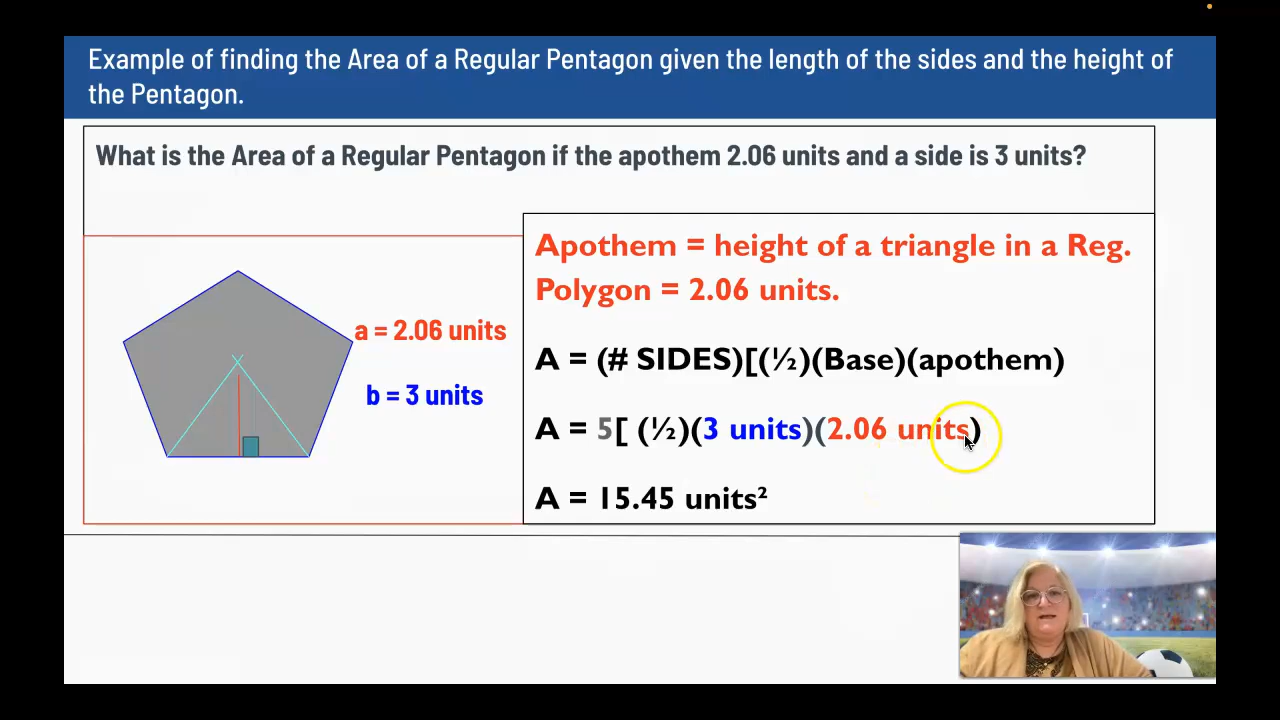 Example of finding the Area of a Regular Pentagon given the length of the sides and the height of
the Pentagon.
What is the Area of a Regular Pentagon if the apothem 2.06 units and a side is 3 units?
a = 2.06 units
b = 3 units
Apothem = height of a triangle in a Reg.
Polygon = 2.06 units.
A = (# SIDES)[(½)(Base)(apothem)
A = 5[ (½)(3 units)(2.06 units)
A = 15.45 units²